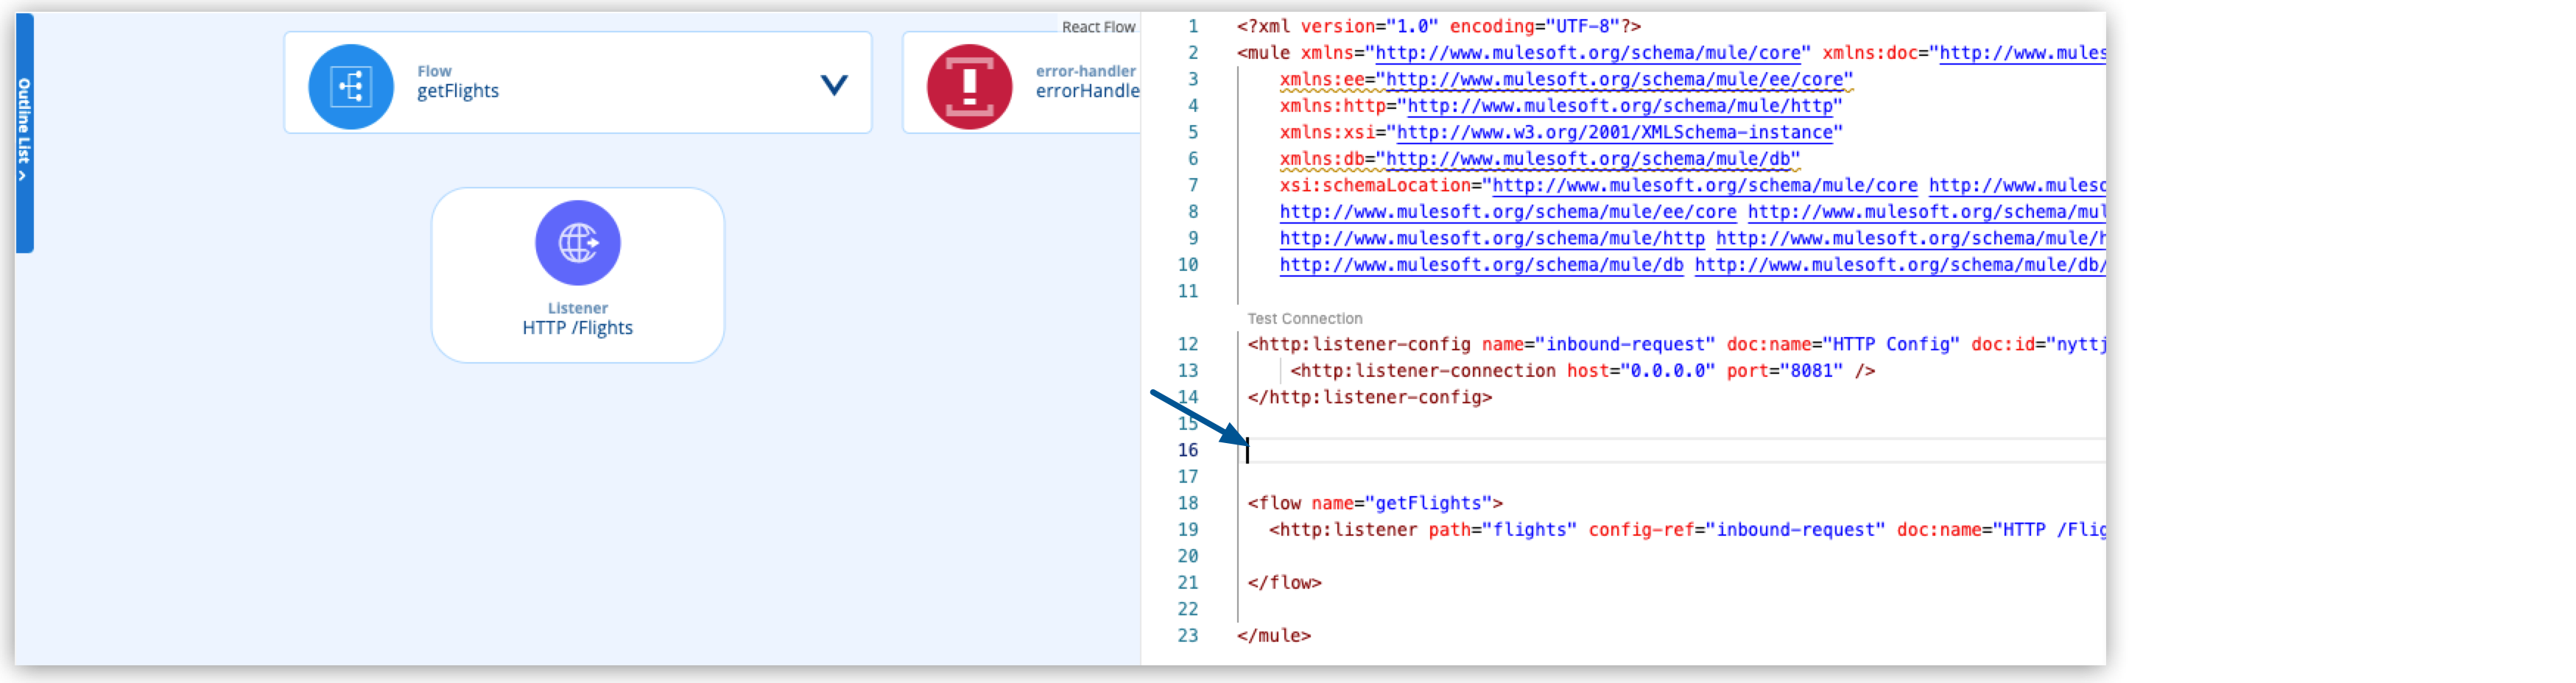 Outline List >
React Flow
Flow
getFlights
error-handler
errorHandle
Listener
HTTP /Flights
1 <?xml version="1.0" encoding="UTF-8"?>
2 <mule xmlns="http://www.mulesoft.org/schema/mule/core" xmlns:doc="http://www.mules
3 xmlns:ee="http://www.mulesoft.org/schema/mule/ee/core"
4 xmlns:http="http://www.mulesoft.org/schema/mule/http"
5 xmlns:xsi="http://www.w3.org/2001/XMLSchema-instance"
6 xmlns:db="http://www.mulesoft.org/schema/mule/db"
7 xsi:schemaLocation="http://www.mulesoft.org/schema/mule/core http://www.muleso
8 http://www.mulesoft.org/schema/mule/ee/core http://www.mulesoft.org/schema/mul
9 http://www.mulesoft.org/schema/mule/http http://www.mulesoft.org/schema/mule/h
10 http://www.mulesoft.org/schema/mule/db http://www.mulesoft.org/schema/mule/db/
11
Test Connection
12 <http:listener-config name="inbound-request" doc:name="HTTP Config" doc:id="nyttj
13 <http:listener-connection host="0.0.0.0" port="8081" />
14 </http:listener-config>
15
16
17
18 <flow name="getFlights">
19 <http:listener path="flights" config-ref="inbound-request" doc:name="HTTP /Flig
20
21 </flow>
22
23 </mule>